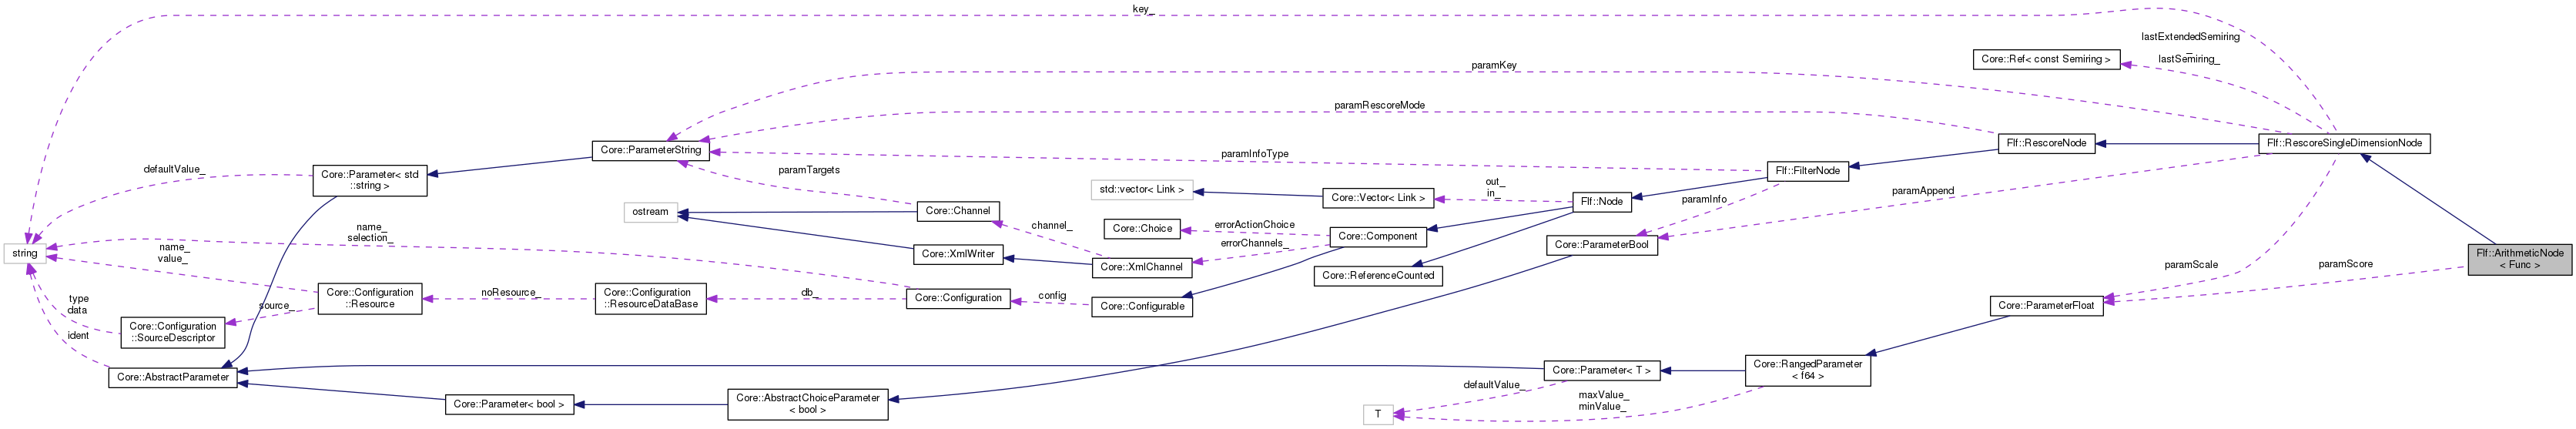 key_
lastExtendedSemiring
_
lastSemiring_
Core::Ref< const Semiring >
paramKey
paramRescoreMode
Flf::RescoreNode
Flf::RescoreSingleDimensionNode
Core::ParameterString
paramInfoType
paramTargets
defaultValue_
Core::Parameter< std
::string >
Flf::FilterNode
std::vector< Link >
Core::Vector< Link >
out_
in_
Flf::Node
paramInfo
paramAppend
ostream
Core::Channel
channel_
Core::Choice
errorActionChoice
errorChannels_
Core::Component
Core::ParameterBool
name_
selection_
string
name_
value_
Core::XmlWriter
Core::XmlChannel
Core::ReferenceCounted
Flf::ArithmeticNode
< Func >
paramScale
paramScore
type
data
source_
Core::Configuration
::Resource
noResource_
Core::Configuration
::ResourceDataBase
db_
Core::Configuration
config
Core::Configurable
Core::ParameterFloat
Core::Configuration
::SourceDescriptor
ident
Core::AbstractParameter
Core::Parameter< T >
Core::RangedParameter
< f64 >
defaultValue_
Core::Parameter< bool >
Core::AbstractChoiceParameter
< bool >
maxValue_
minValue_
T